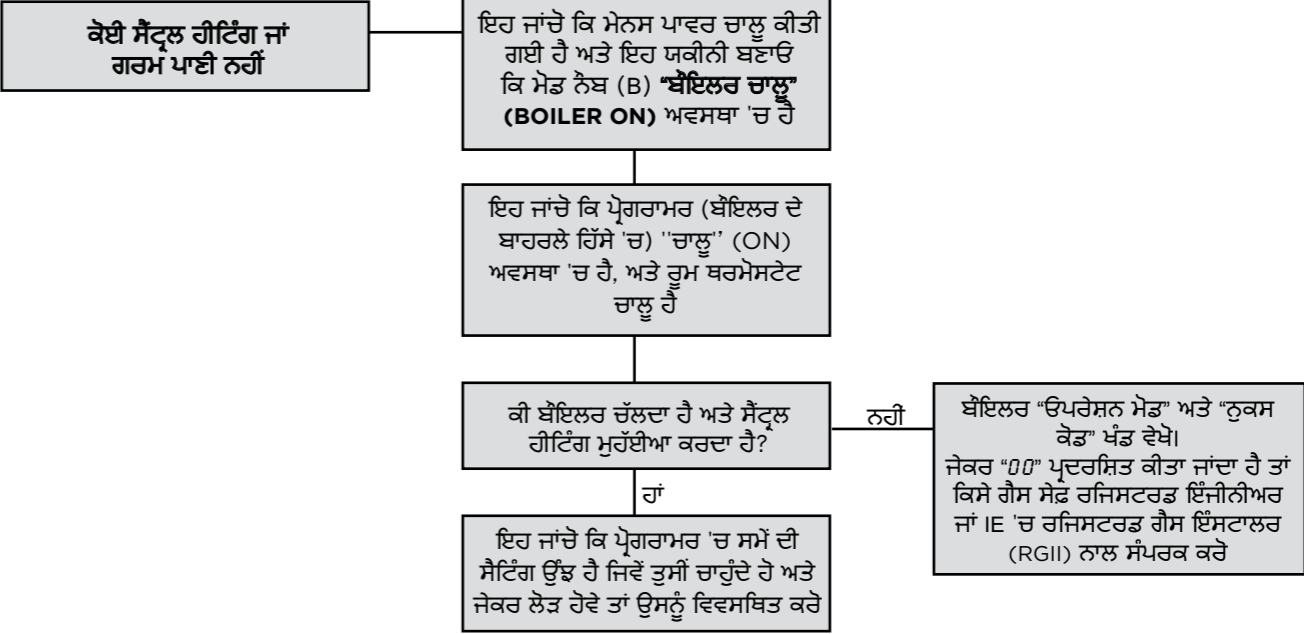 ਕੋਈ ਸੈਂਟ੍ਰਲ ਹੀਟਿੰਗ ਜਾਂ
ਗਰਮ ਪਾਣੀ ਨਹੀਂ
ਇਹ ਜਾਂਚੋ ਕਿ ਮੇਨਸ ਪਾਵਰ ਚਾਲੂ ਕੀਤੀ
ਗਈ ਹੈ ਅਤੇ ਇਹ ਯਕੀਨੀ ਬਣਾਓ
ਕਿ ਮੋਡ ਨੌਬ (B) “ਬੌਇਲਰ ਚਾਲੂ”
(BOILER ON) ਅਵਸਥਾ 'ਚ ਹੈ
ਇਹ ਜਾਂਚੋ ਕਿ ਪ੍ਰੋਗਰਾਮਰ (ਬੌਇਲਰ ਦੇ
ਬਾਹਰਲੇ ਹਿੱਸੇ 'ਚ) ''ਚਾਲੂ'’ (ON)
ਅਵਸਥਾ 'ਚ ਹੈ, ਅਤੇ ਰੂਮ ਥਰਮੋਸਟੇਟ
ਚਾਲੂ ਹੈ
ਕੀ ਬੌਇਲਰ ਚੱਲਦਾ ਹੈ ਅਤੇ ਸੈਂਟ੍ਰਲ
ਹੀਟਿੰਗ ਮੁਹੱਈਆ ਕਰਦਾ ਹੈ?
ਨਹੀਂ
ਬੌਇਲਰ “ਓਪਰੇਸ਼ਨ ਮੋਡ” ਅਤੇ “ਨੁਕਸ
ਕੋਡ” ਖੰਡ ਵੇਖੋ।
ਜੇਕਰ “00” ਪ੍ਰਦਰਸ਼ਿਤ ਕੀਤਾ ਜਾਂਦਾ ਹੈ ਤਾਂ
ਕਿਸੇ ਗੈਸ ਸੇਫ਼ ਰਜਿਸਟਰਡ ਇੰਜੀਨੀਅਰ
ਜਾਂ IE 'ਚ ਰਜਿਸਟਰਡ ਗੈਸ ਇੰਸਟਾਲਰ
(RGII) ਨਾਲ ਸੰਪਰਕ ਕਰੋ
ਹਾਂ
ਇਹ ਜਾਂਚੋ ਕਿ ਪ੍ਰੋਗਰਾਮਰ 'ਚ ਸਮੇਂ ਦੀ
ਸੈਟਿੰਗ ਉਂਝ ਹੈ ਜਿਵੇਂ ਤੁਸੀਂ ਚਾਹੁੰਦੇ ਹੋ ਅਤੇ
ਜੇਕਰ ਲੋੜ ਹੋਵੇ ਤਾਂ ਉਸਨੂੰ ਵਿਵਸਥਿਤ ਕਰੋ